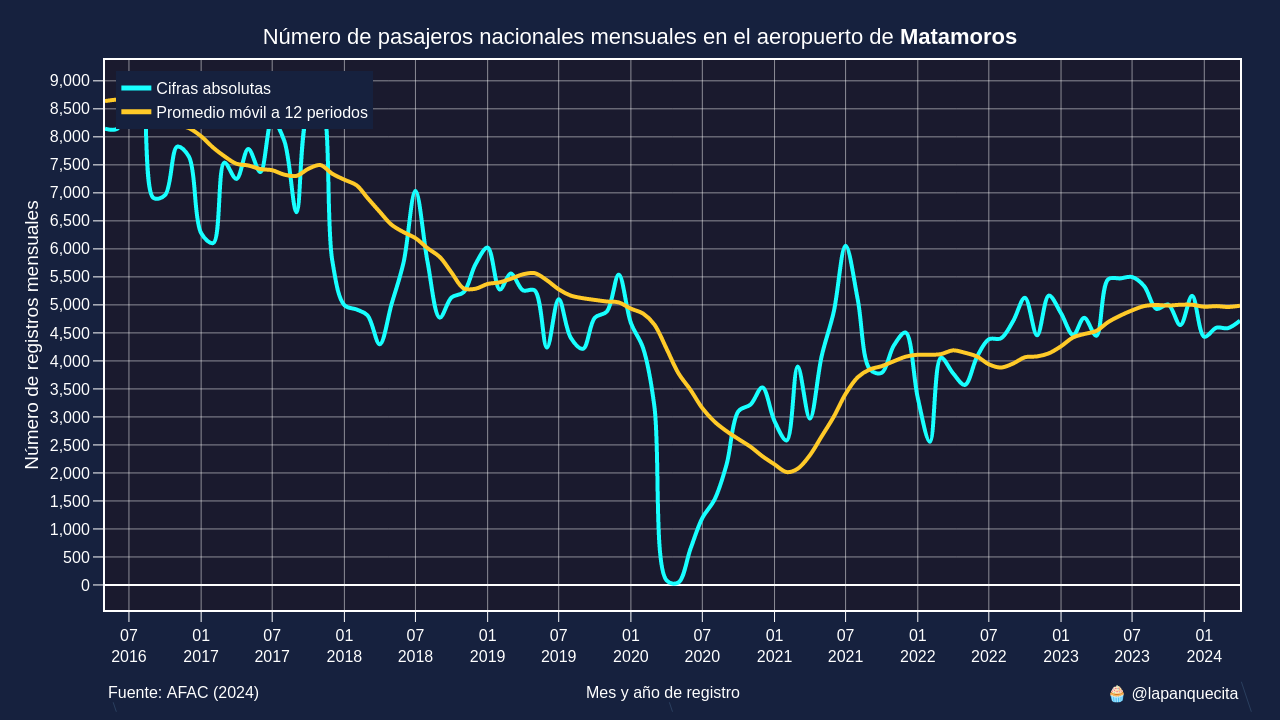 Número de pasajeros nacionales mensuales en el aeropuerto de Matamoros
Cifras absolutas
Promedio móvil a 12 periodos
Número de registros mensuales
9,000
8,500
8,000
7,500
7,000
6,500
6,000
5,500
5,000
4,500
4,000
3,500
3,000
2,500
2,000
1,500
1,000
500
0
07 01 07 01 07 01 07 01 07 01 07 01 07 01 07 01
2016 2017 2017 2018 2018 2019 2019 2020 2020 2021 2021 2022 2022 2023 2023 2024
Fuente: AFAC (2024)
Mes y año de registro
🧁 @lapanquecita